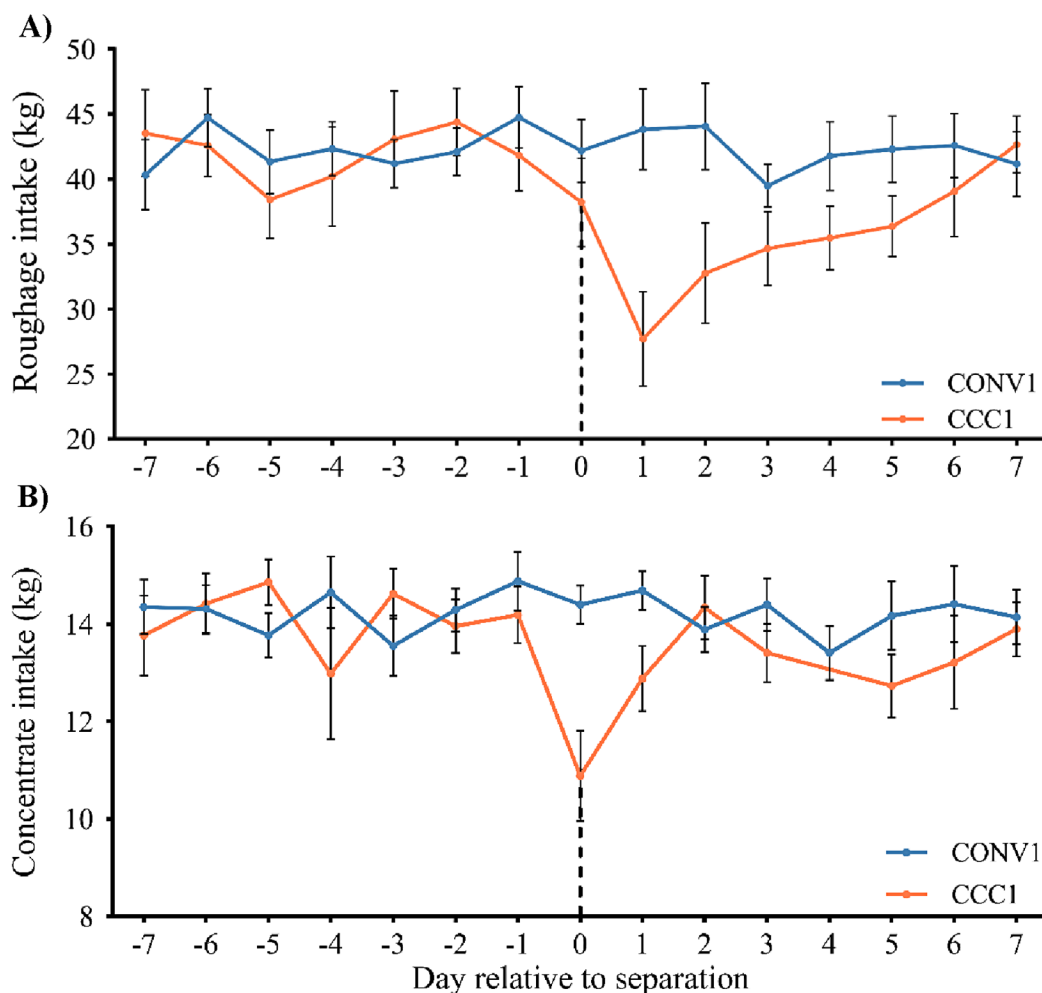 A)
Roughage intake (kg)
50
45
40
35
30
25
20
CONV1
CCC1
-7 -6 -5 -4 -3 -2 -1 0 1 2 3 4 5 6 7
B)
Concentrate intake (kg)
16
14
12
10
8
CONV1
CCC1
-7 -6 -5 -4 -3 -2 -1 0 1 2 3 4 5 6 7
Day relative to separation